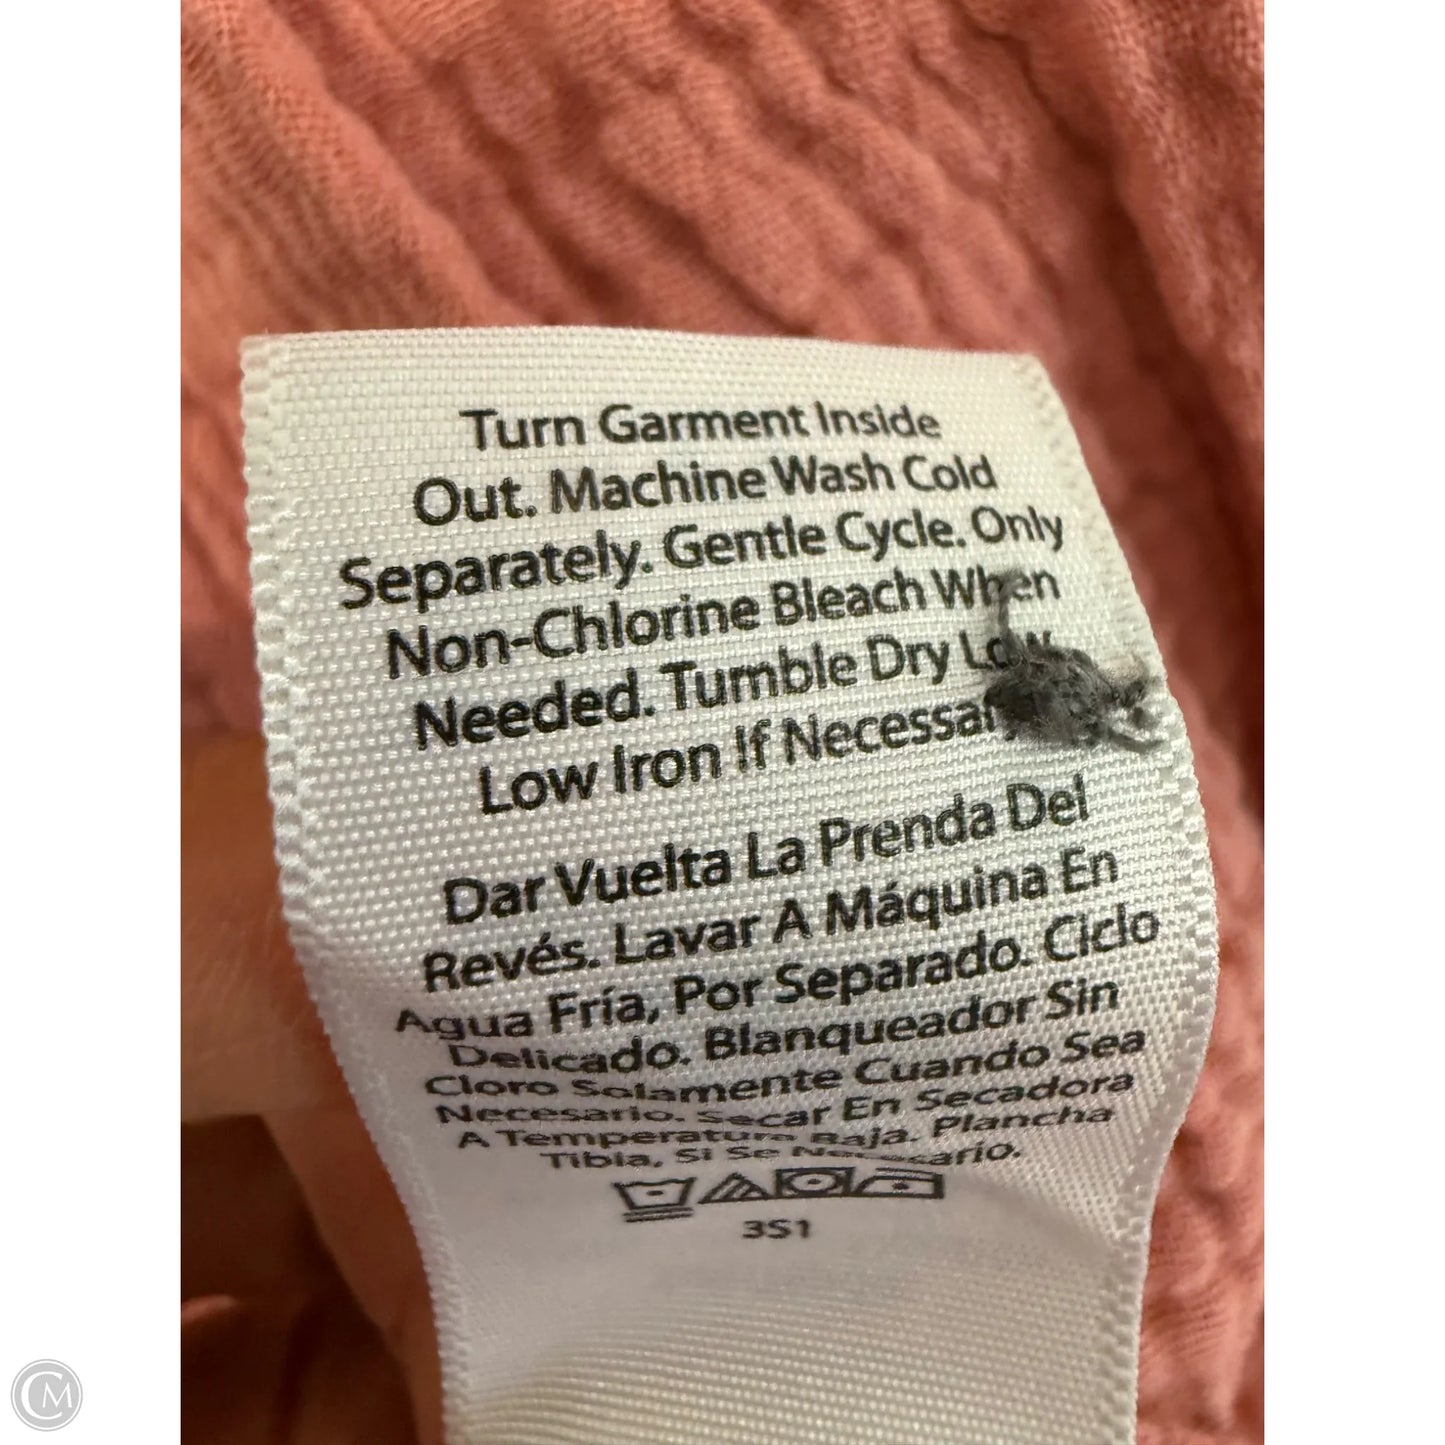 Turn Garment Inside
Out. Machine Wash Cold
Separately. Gentle Cycle. Only
Non-Chlorine Bleach When
Needed. Tumble Dry Low.
Low Iron If Necessary
Dar Vuelta La Prenda Del
Revés. Lavar A Máquina En
Agua Fría, Por Separado. Ciclo
Delicado. Blanqueador Sin
Cloro Solamente Cuando Sea
Necesario. Secar En Secadora
A Temperatura Baja. Plancha
Tibia, Si Se Necesario.
3S1
CM